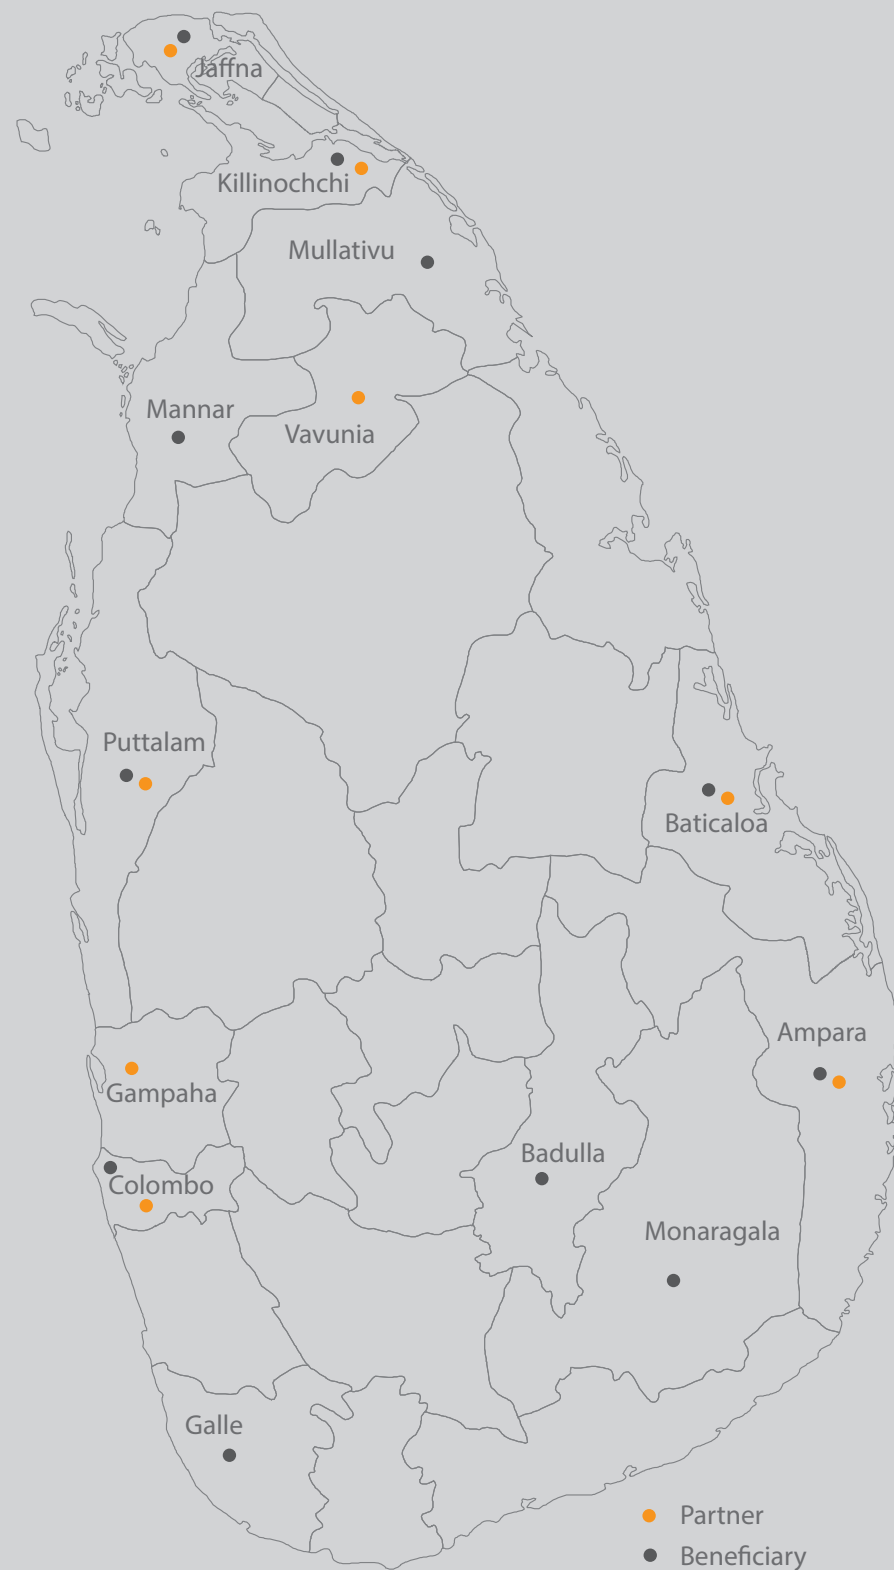 Jaffna
Killinochchi
Mullativu
Mannar
Vavunia
Puttalam
Baticaloa
Ampara
Gampaha
Badulla
Colombo
Monaragala
Galle
Partner
Beneficiary